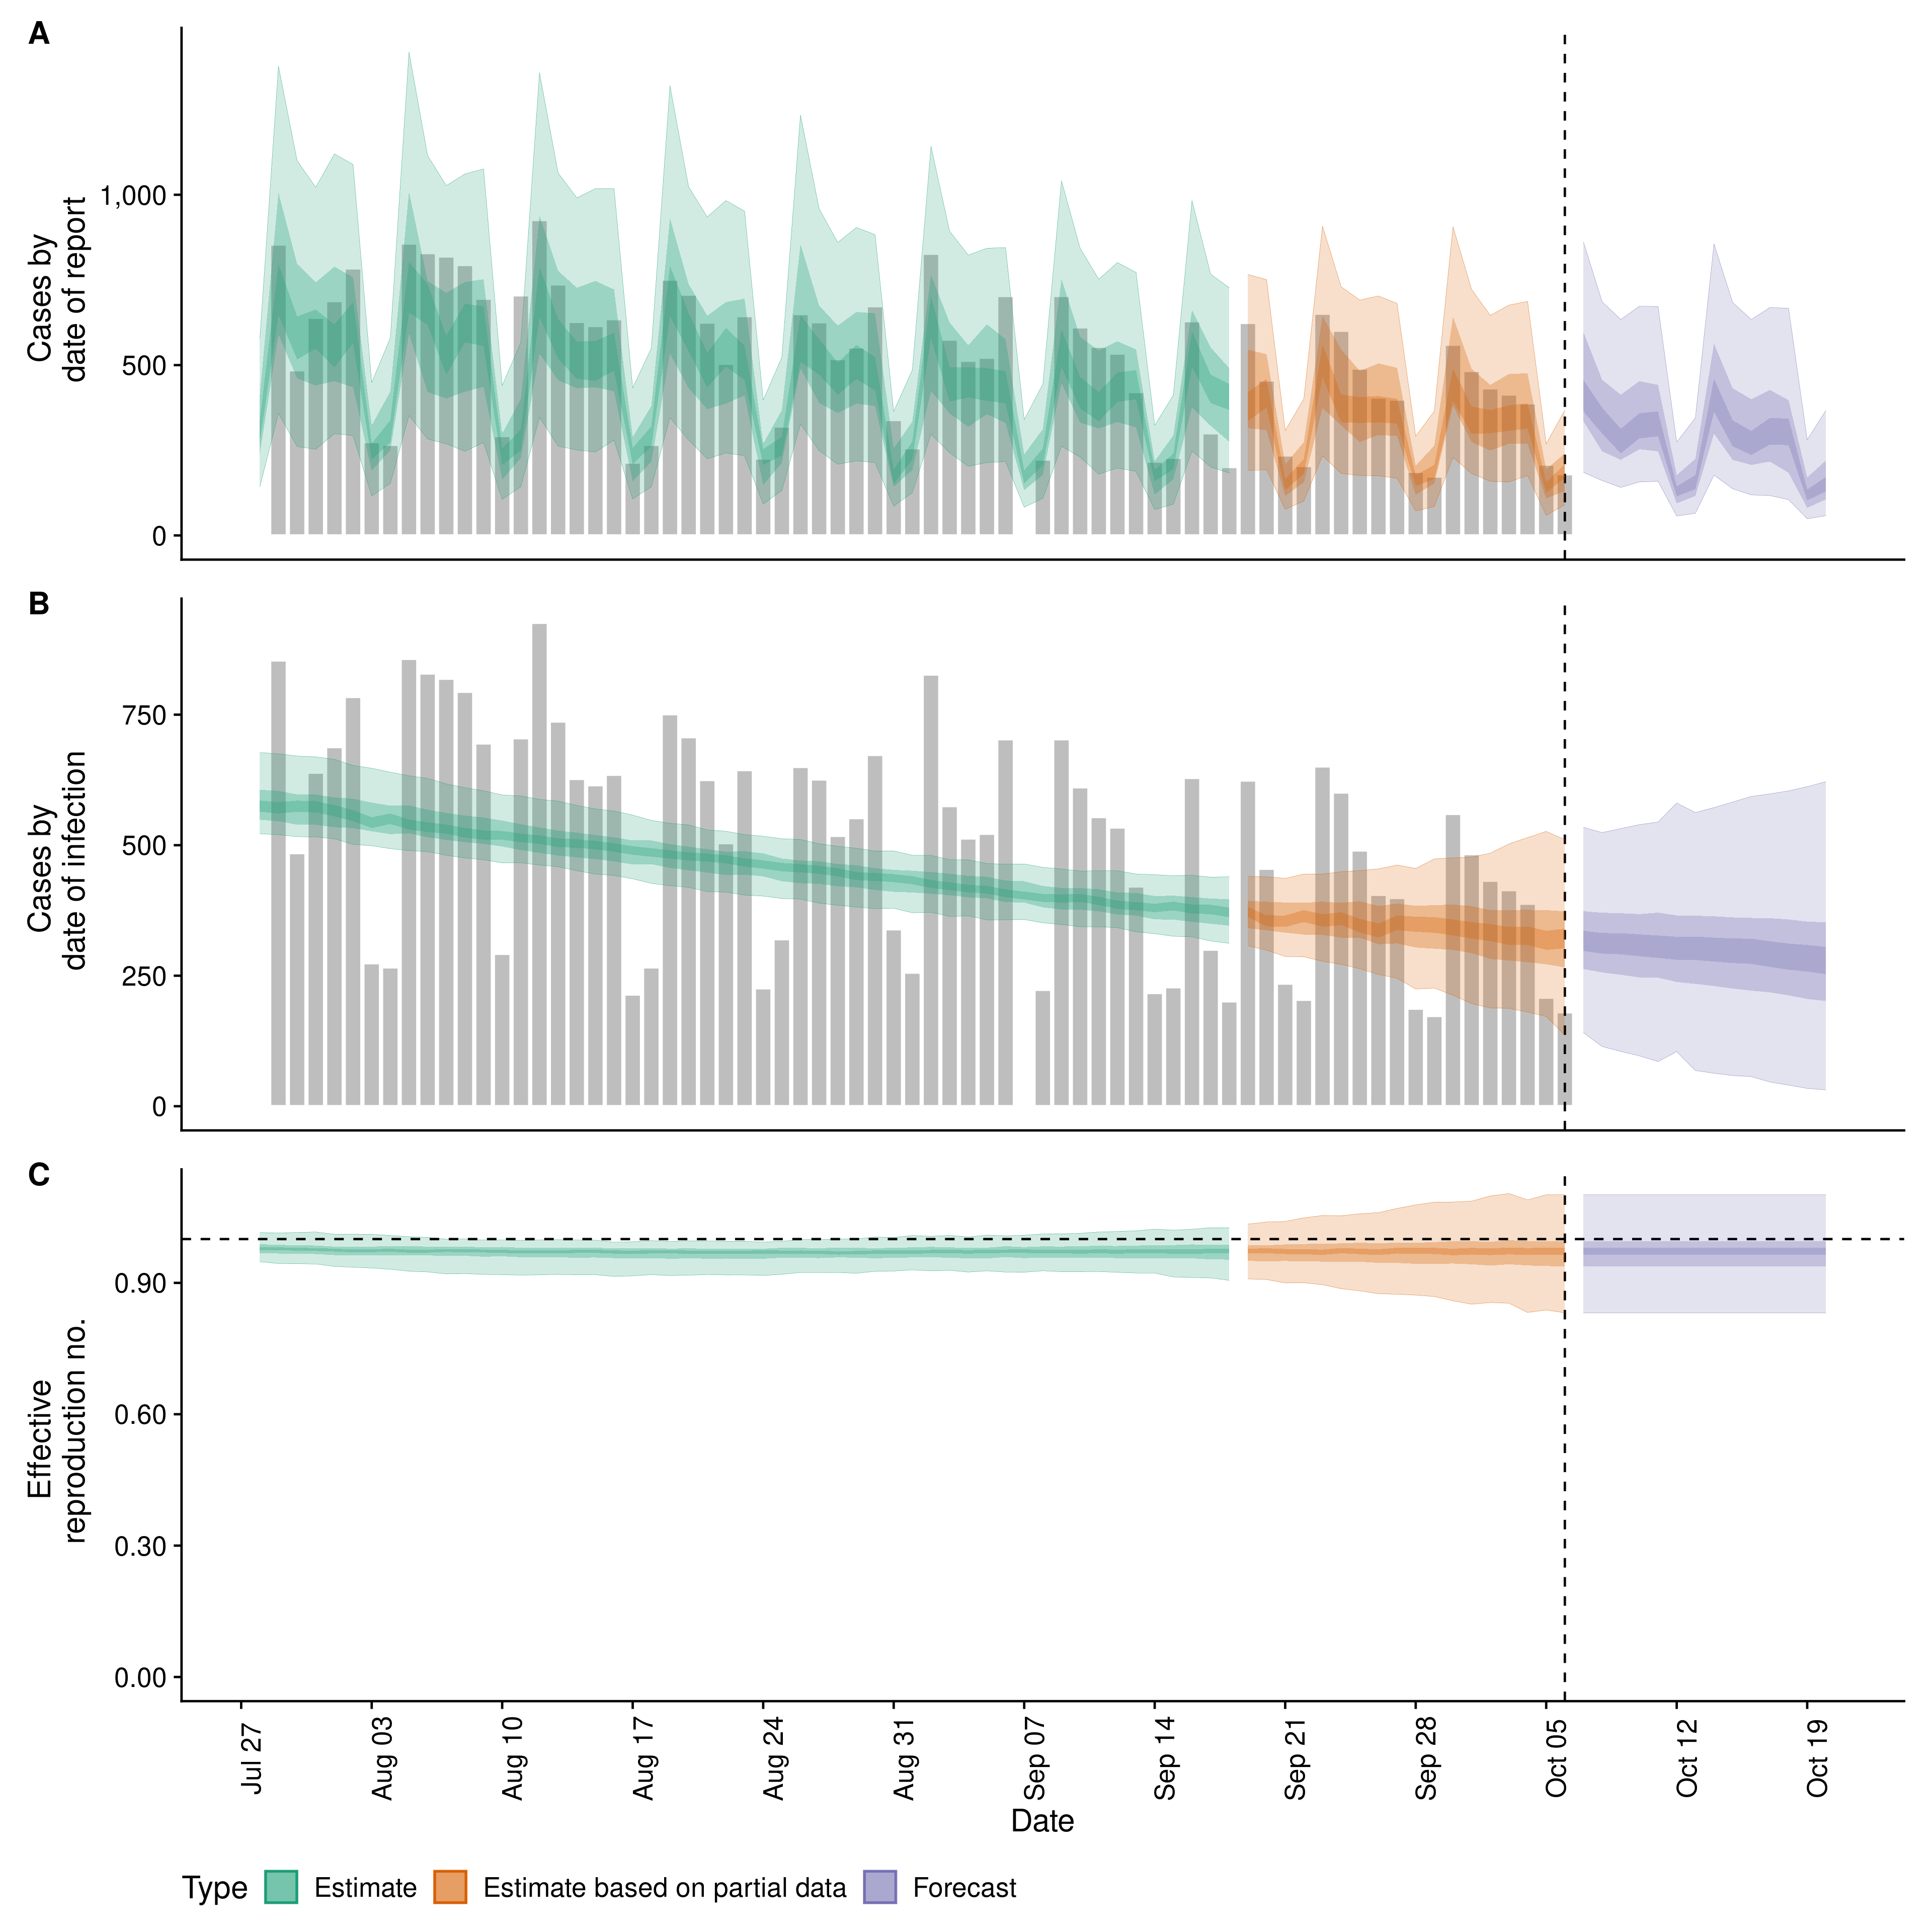 A
Cases by
date of report
1,000
500
0
B
Cases by
date of infection
750
500
250
0
C
Effective
reproduction no.
0.90
0.60
0.30
0.00
Jul 27
Aug 03
Aug 10
Aug 17
Aug 24
Aug 31
Sep 07
Sep 14
Sep 21
Sep 28
Oct 05
Oct 12
Oct 19
Date
Type Estimate Estimate based on partial data Forecast